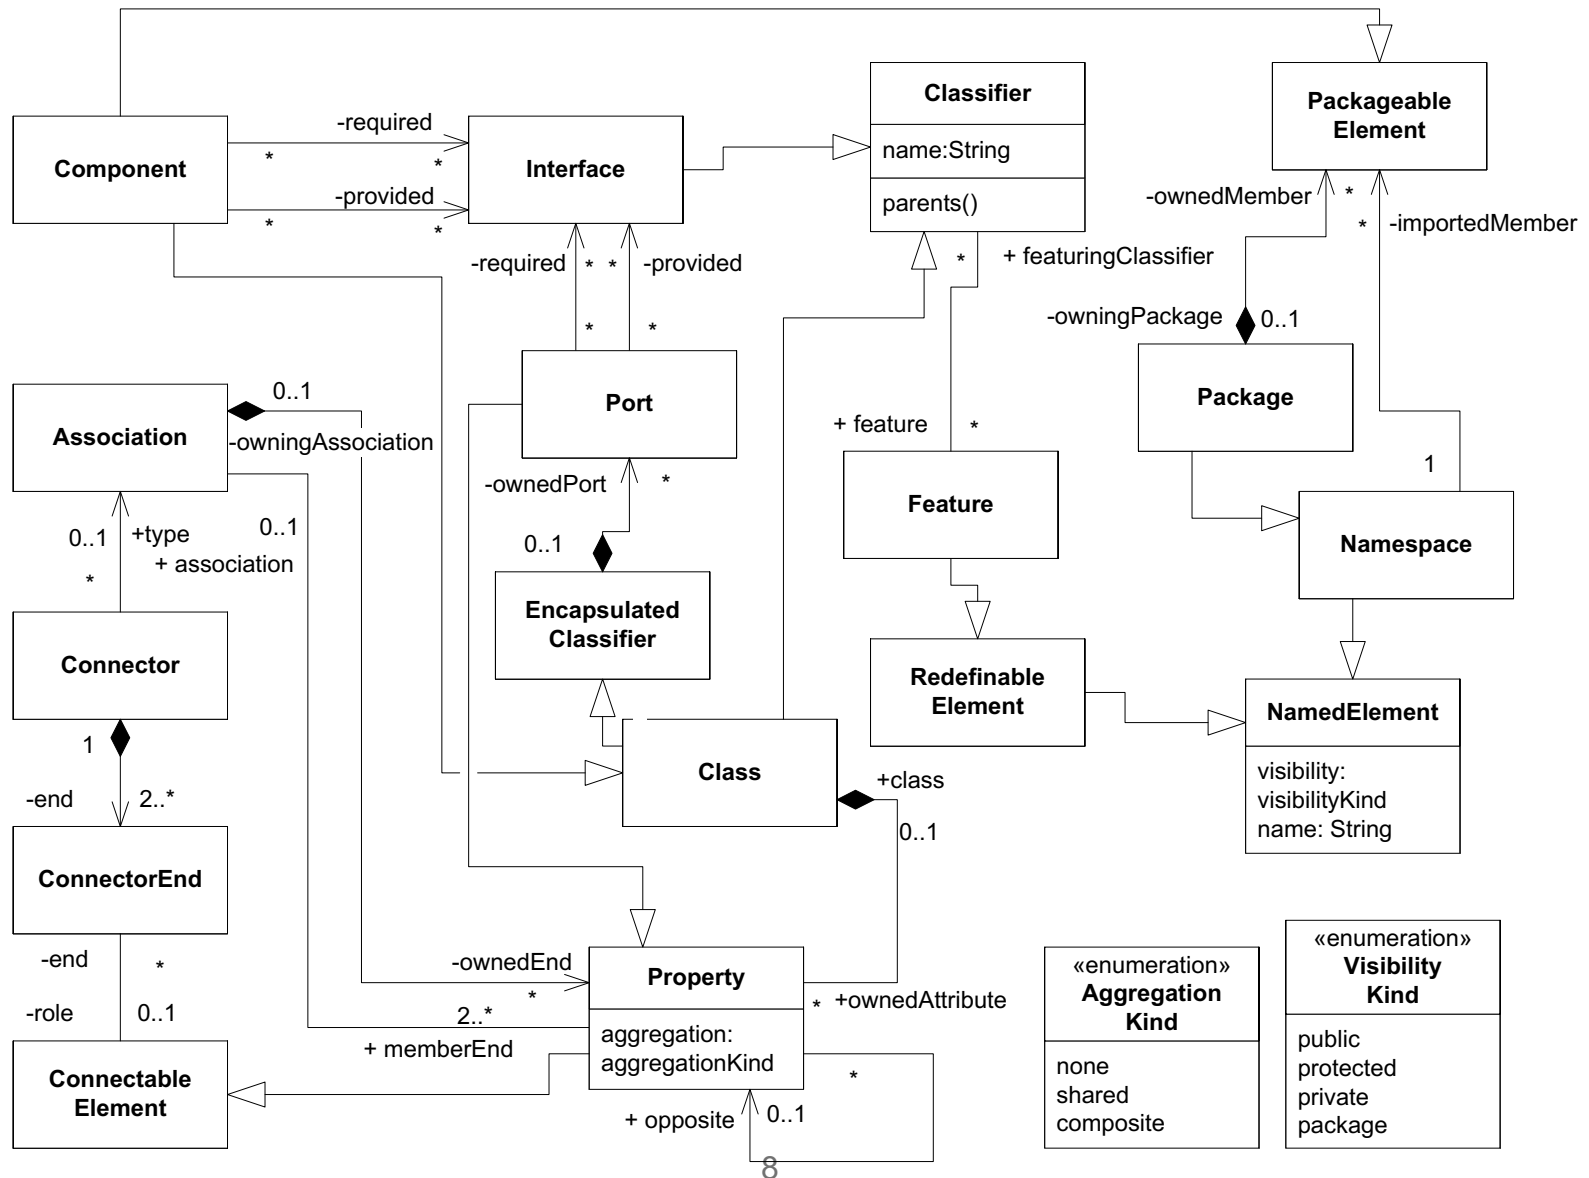 Component
-required
*
*
-provided
*
*
Interface
Classifier
name:String
parents()
Packageable
Element
-ownedMember
*
*
-importedMember
-required
*
*
-provided
*
*
*
+ featuringClassifier
-owningPackage
0..1
Package
Association
0..1
-owningAssociation
Port
+ feature
*
1
-ownedPort
*
Feature
Namespace
0..1
+type
0..1
+ association
*
0..1
Encapsulated
Classifier
Connector
Redefinable
Element
NamedElement
visibility:
visibilityKind
name: String
1
-end
2..*
Class
+class
0..1
ConnectorEnd
-end
*
-role
0..1
-ownedEnd
*
2..*
+ memberEnd
Property
aggregation:
aggregationKind
*
+ownedAttribute
*
+ opposite
0..1
Connectable
Element
«enumeration»
Aggregation
Kind
none
shared
composite
«enumeration»
Visibility
Kind
public
protected
private
package
8